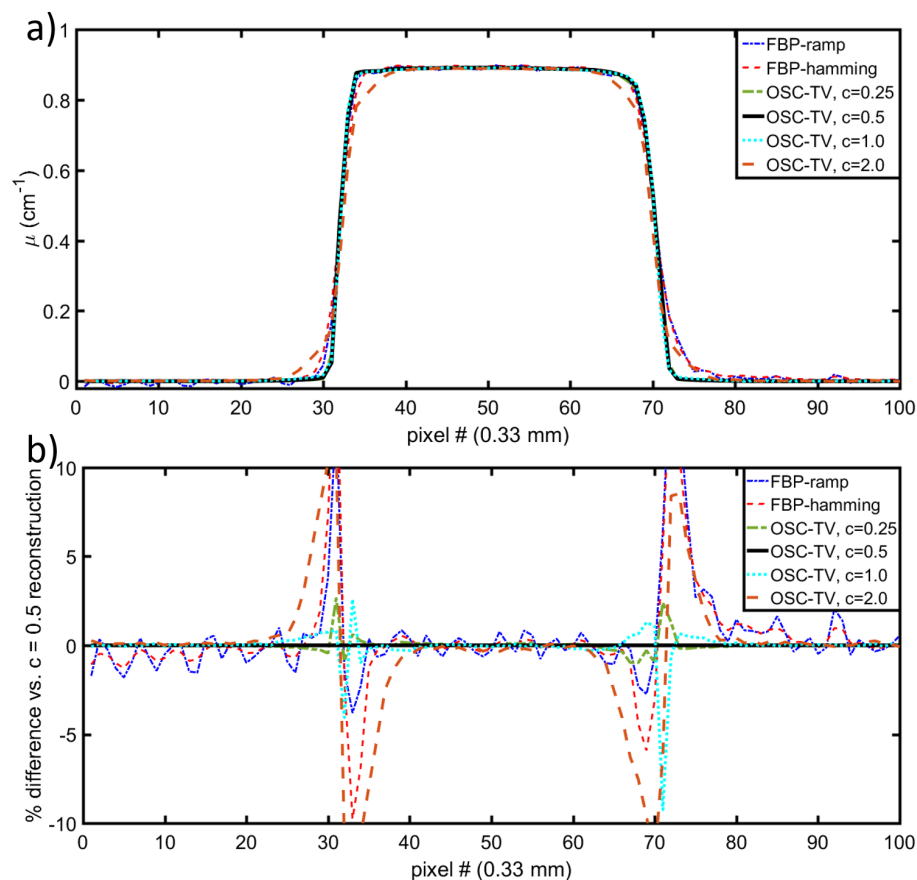 a)
1
0.8
0.6
0.4
0.2
0
μ (cm⁻¹)
FBP-ramp
FBP-hamming
OSC-TV, c=0.25
OSC-TV, c=0.5
OSC-TV, c=1.0
OSC-TV, c=2.0
0 10 20 30 40 50 60 70 80 90 100
pixel # (0.33 mm)
b)
10
5
0
-5
-10
% difference vs. c = 0.5 reconstruction
FBP-ramp
FBP-hamming
OSC-TV, c=0.25
OSC-TV, c=0.5
OSC-TV, c=1.0
OSC-TV, c=2.0
0 10 20 30 40 50 60 70 80 90 100
pixel # (0.33 mm)